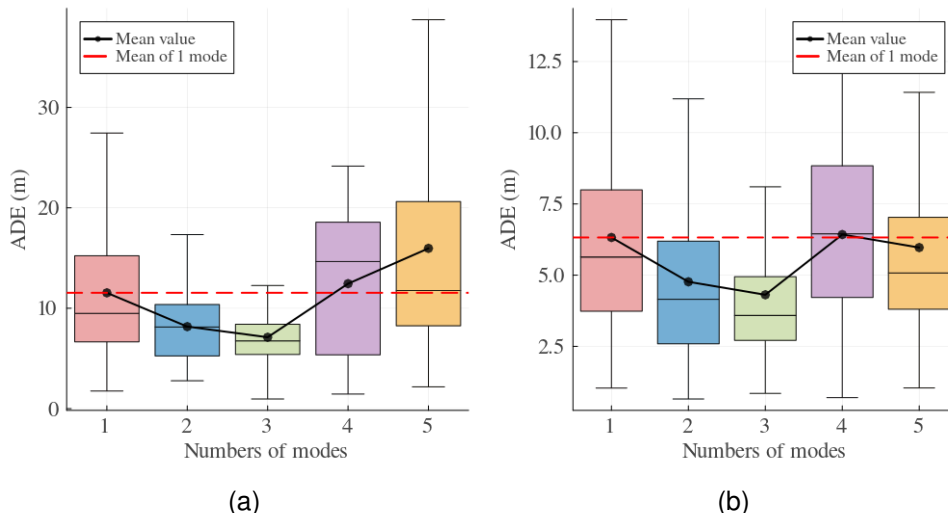 Mean value
Mean of 1 mode
ADE (m)
30
20
10
0
1 2 3 4 5
Numbers of modes
(a)
Mean value
Mean of 1 mode
ADE (m)
12.5
10.0
7.5
5.0
2.5
1 2 3 4 5
Numbers of modes
(b)